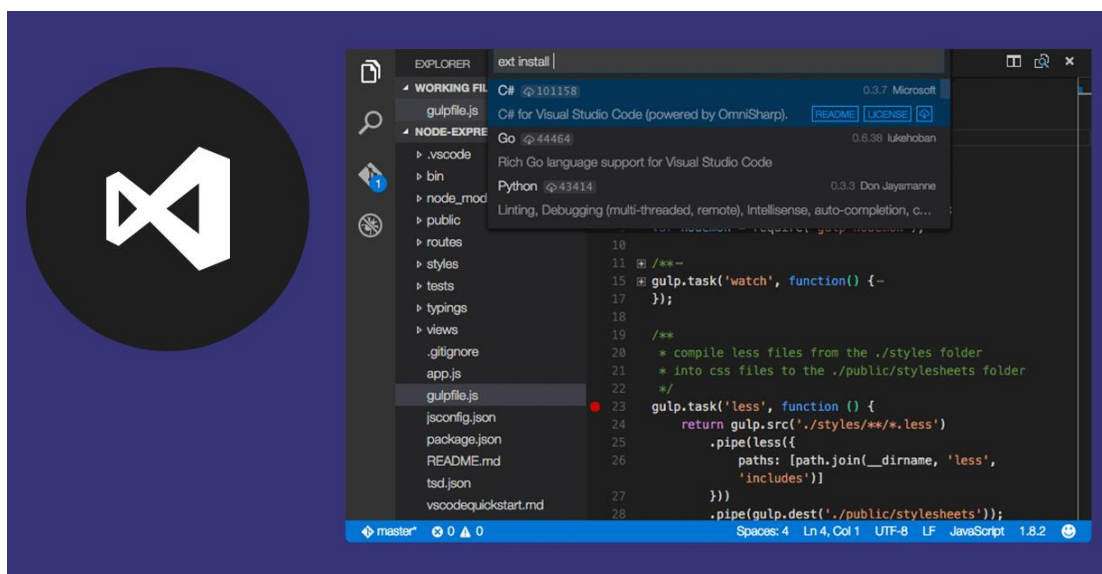 EXPLORER
ext install
WORKING FIL
gulpfile.js
NODE-EXPRE
.vscode
bin
node_mod
public
routes
styles
tests
typings
views
.gitignore
app.js
gulpfile.js
jsconfig.json
package.json
README.md
tsd.json
vscodequickstart.md
1
C# 101158 0.3.7 Microsoft
C# for Visual Studio Code (powered by OmniSharp). README LICENSE
Go 44464 0.6.38 lukehoban
Rich Go language support for Visual Studio Code
Python 43414 0.3.3 Don Jayamanne
Linting, Debugging (multi-threaded, remote), Intellisense, auto-completion, c...
10
11 /**...
15 gulp.task('watch', function() {...
17 });
18
19 /**
20 * compile less files from the ./styles folder
21 * into css files to the ./public/stylesheets folder
22 */
23 gulp.task('less', function () {
24 return gulp.src('./styles/**/*.less')
25 .pipe(less({
26 paths: [path.join(__dirname, 'less',
'includes')]
27 }))
28 .pipe(gulp.dest('./public/stylesheets'));
master* 0 0 Spaces: 4 Ln 4, Col 1 UTF-8 LF JavaScript 1.8.2